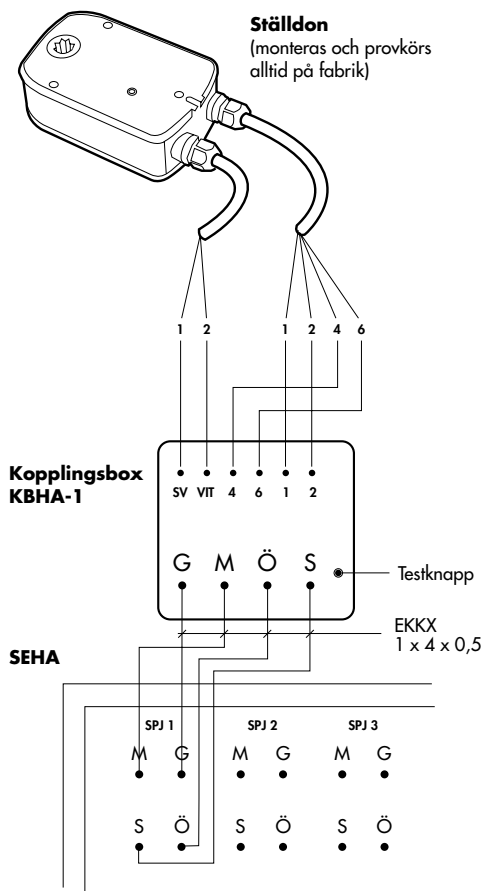 Ställdon
(monteras och provkörs
alltid på fabrik)
1 2 1 2 4 6
Kopplingsbox
KBHA-1
SV VIT 4 6 1 2
G M Ö S
Testknapp
EKKX
1 x 4 x 0,5
SEHA
SPJ 1 SPJ 2 SPJ 3
M G M G M G
S Ö S Ö S Ö